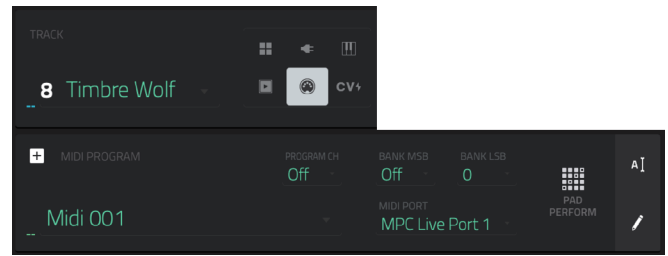 TRACK
8 Timbre Wolf
CV
MIDI PROGRAM
PROGRAM CH
Off
BANK MSB
Off
BANK LSB
0
Midi 001
MIDI PORT
MPC Live Port 1
PAD
PERFORM
A